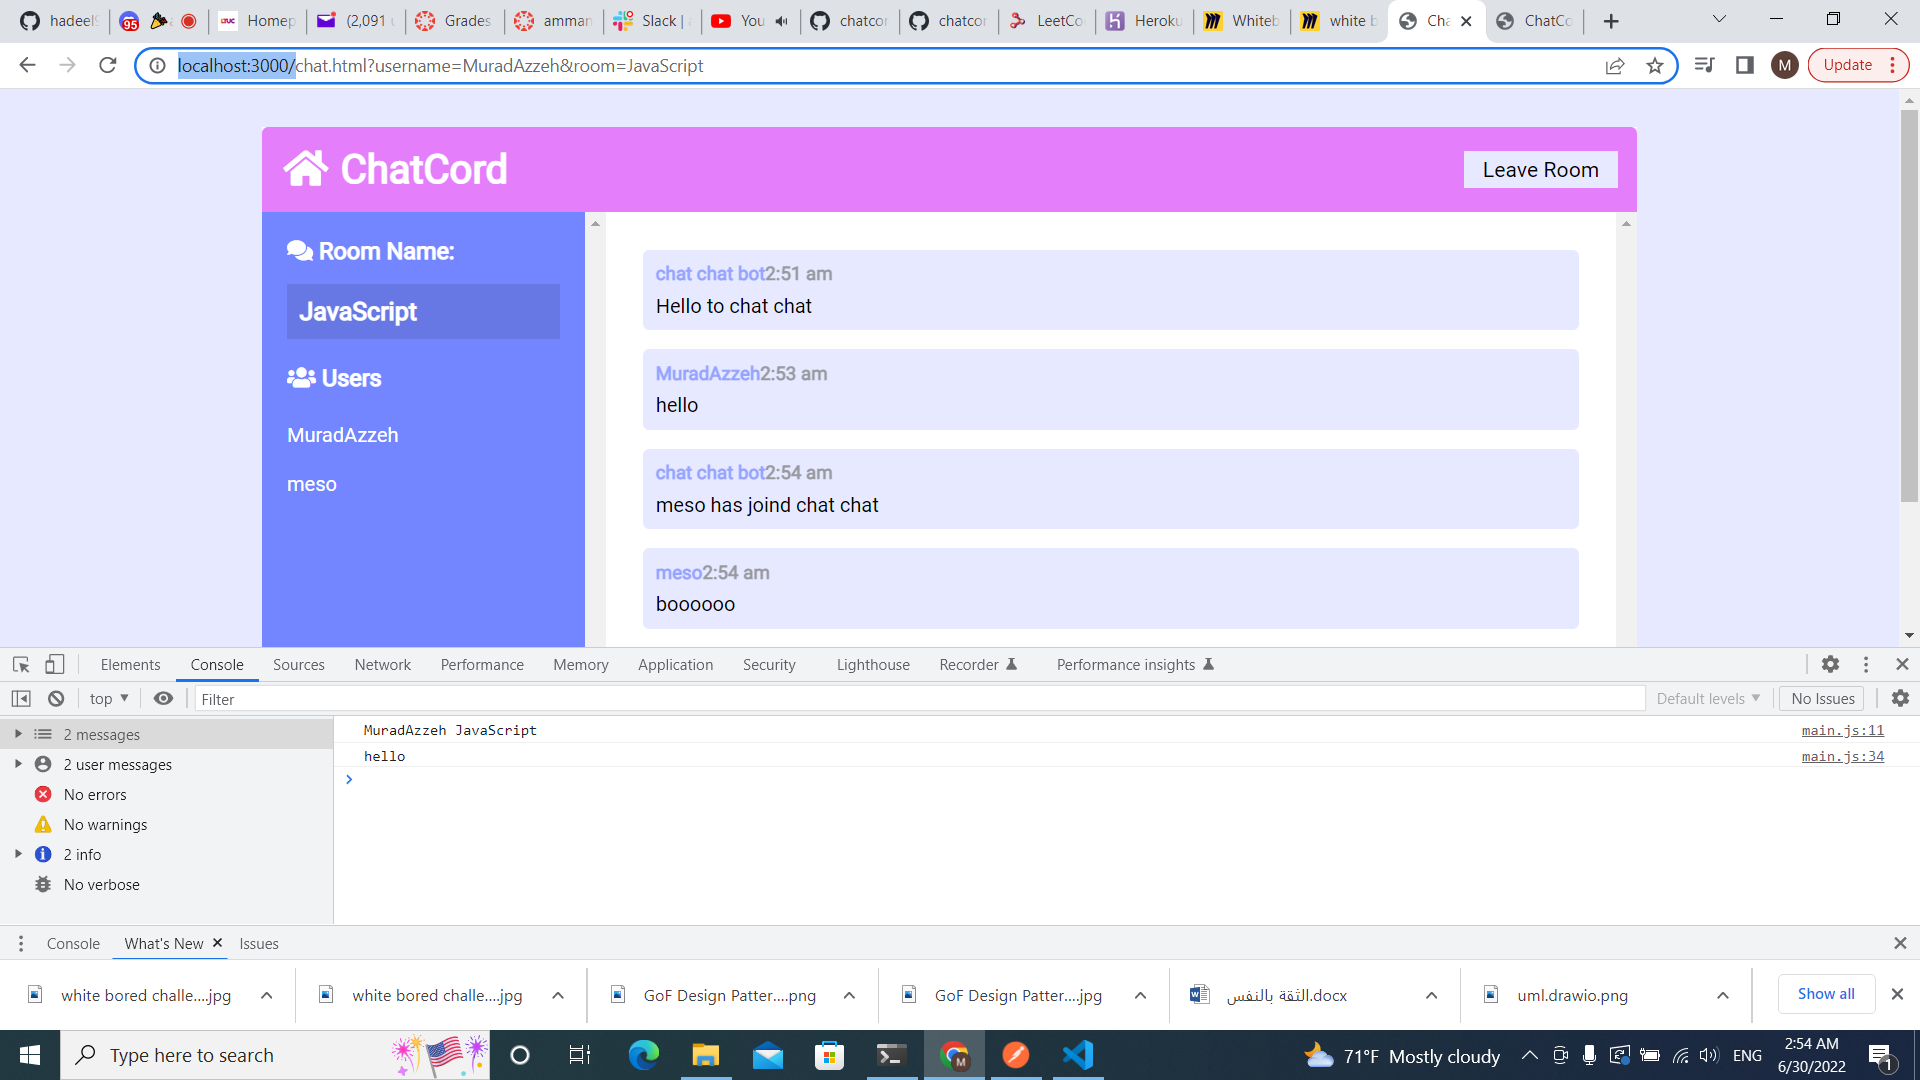 hadeel9
95
Homep
(2,091 u
Grades
amman
Slack | a
You
chatcor
chatcor
LeetCo
Heroku
Whiteb
white b
Cha
ChatCo
localhost:3000/chat.html?username=MuradAzzeh&room=JavaScript
M
Update
ChatCord
Leave Room
Room Name:
JavaScript
Users
MuradAzzeh
meso
chat chat bot2:51 am
Hello to chat chat
MuradAzzeh2:53 am
hello
chat chat bot2:54 am
meso has joind chat chat
meso2:54 am
boooooo
Elements Console Sources Network Performance Memory Application Security Lighthouse Recorder Performance insights
top Filter Default levels No Issues
2 messages
2 user messages
No errors
No warnings
2 info
No verbose
MuradAzzeh JavaScript main.js:11
hello main.js:34
Console What's New Issues
white bored challe....jpg
white bored challe....jpg
GoF Design Patter....png
GoF Design Patter....jpg
الثقة بالنفس.docx
uml.drawio.png
Show all
Type here to search
71°F Mostly cloudy
ENG
2:54 AM
6/30/2022
1